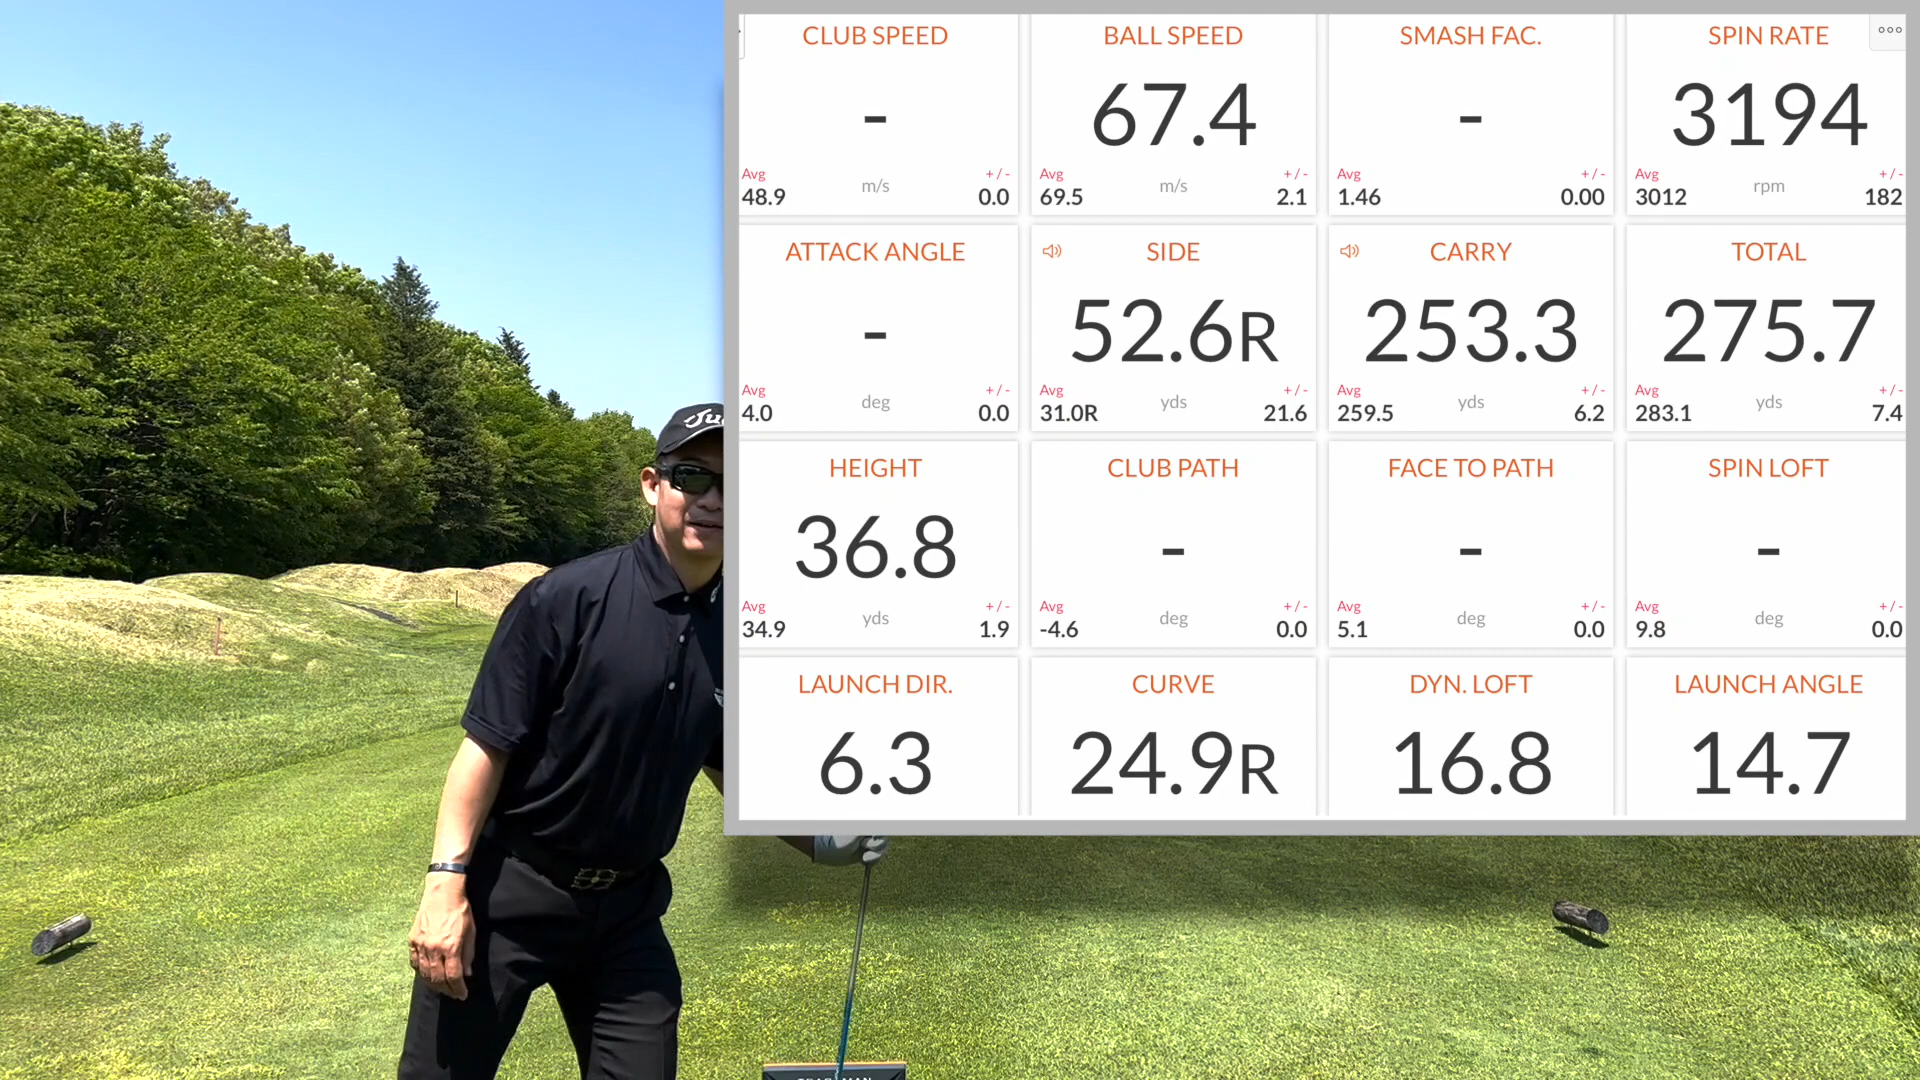 CLUB SPEED
-
Avg
48.9
m/s
+/-
0.0
BALL SPEED
67.4
Avg
69.5
m/s
+/-
2.1
SMASH FAC.
-
Avg
1.46
+/-
0.00
SPIN RATE
3194
Avg
3012
rpm
+/-
182
ATTACK ANGLE
-
Avg
4.0
deg
+/-
0.0
SIDE
52.6R
Avg
31.0R
yds
+/-
21.6
CARRY
253.3
Avg
259.5
yds
+/-
6.2
TOTAL
275.7
Avg
283.1
yds
+/-
7.4
HEIGHT
36.8
Avg
34.9
yds
+/-
1.9
CLUB PATH
-
Avg
-4.6
deg
+/-
0.0
FACE TO PATH
-
Avg
5.1
deg
+/-
0.0
SPIN LOFT
-
Avg
9.8
deg
+/-
0.0
LAUNCH DIR.
6.3
CURVE
24.9R
DYN. LOFT
16.8
LAUNCH ANGLE
14.7